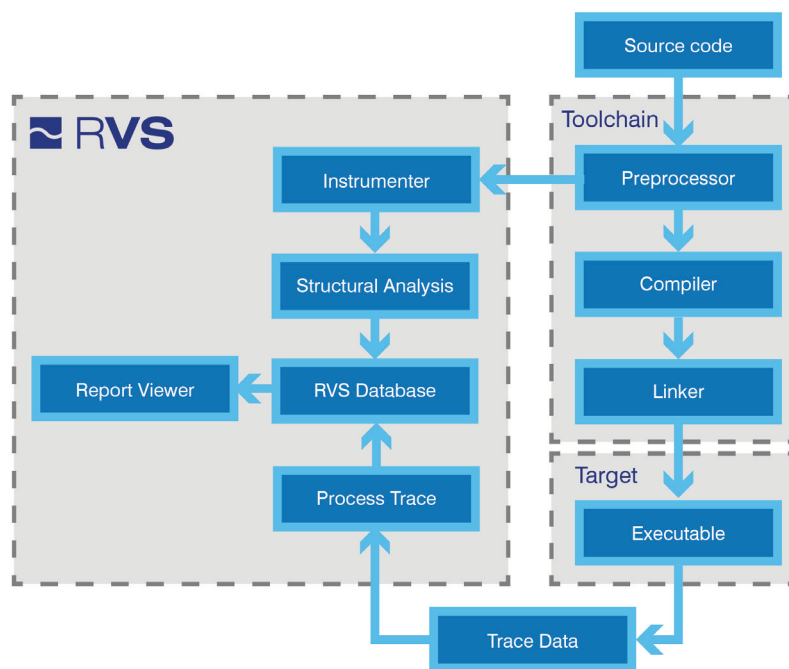 Source code
RVS
Toolchain
Instrumenter
Preprocessor
Structural Analysis
Compiler
Report Viewer
RVS Database
Linker
Process Trace
Target
Executable
Trace Data